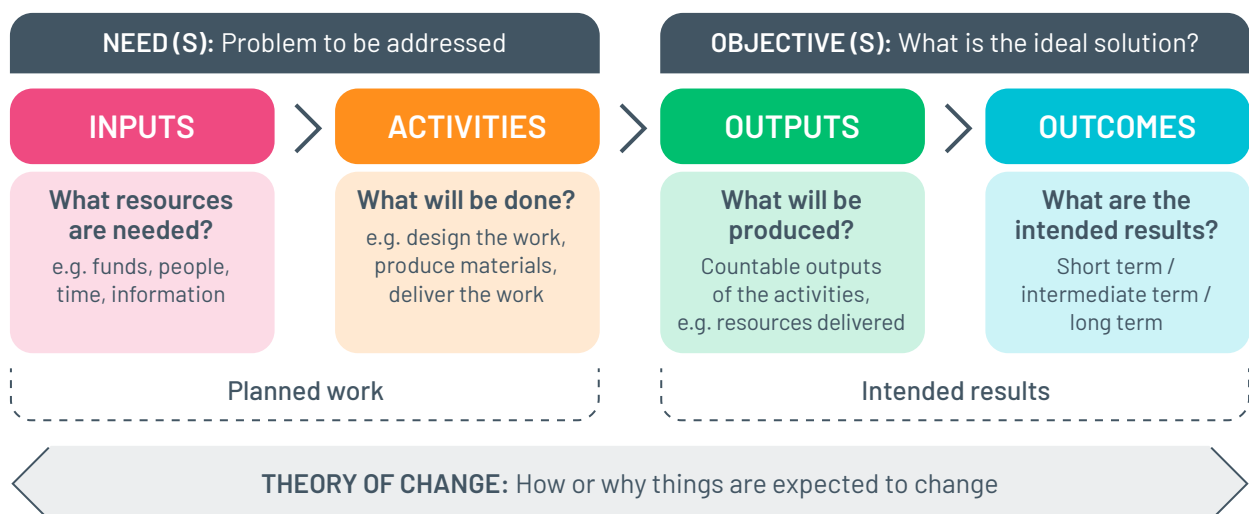 NEED (S): Problem to be addressed
OBJECTIVE (S): What is the ideal solution?
INPUTS
ACTIVITIES
OUTPUTS
OUTCOMES
What resources
are needed?
e.g. funds, people,
time, information
What will be done?
e.g. design the work,
produce materials,
deliver the work
What will be
produced?
Countable outputs
of the activities,
e.g. resources delivered
What are the
intended results?
Short term /
intermediate term /
long term
Planned work
Intended results
THEORY OF CHANGE: How or why things are expected to change